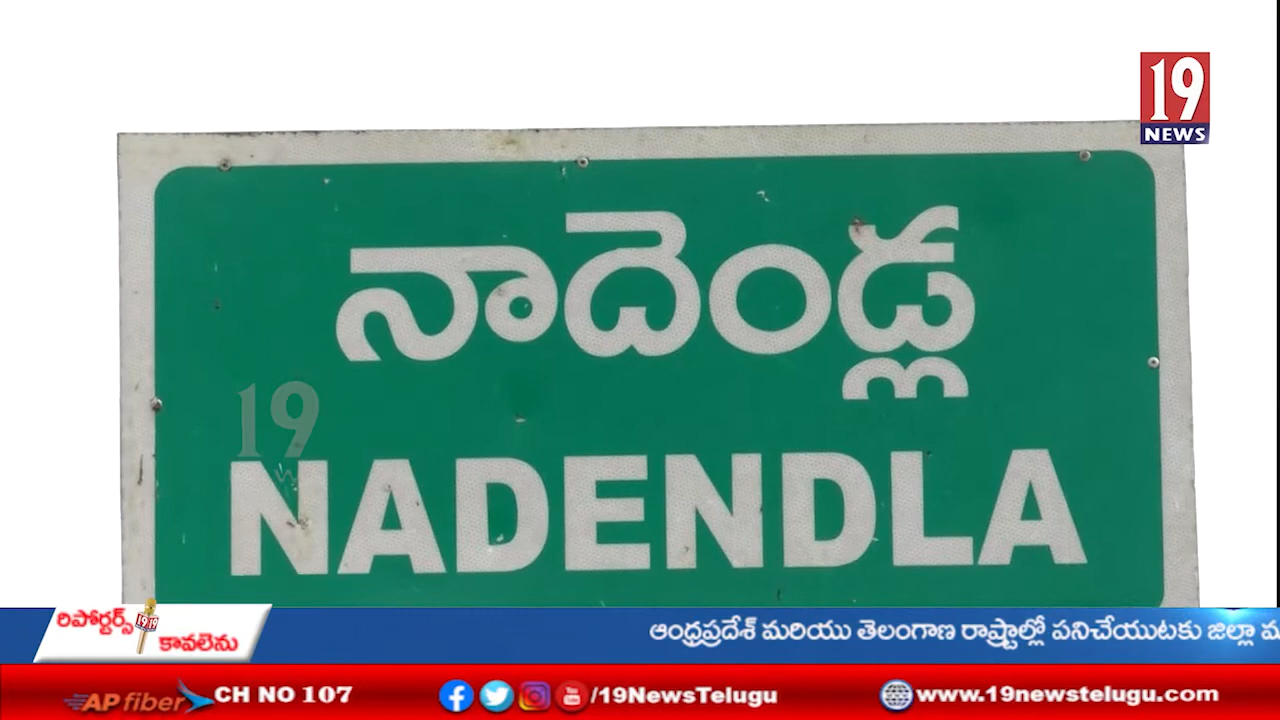 19
NEWS
నాదెండ్ల
19
NADENDLA
రిపోర్టర్స్
కావలెను
ఆంధ్రప్రదేశ్ మరియు తెలంగాణ రాష్ట్రాల్లో పనిచేయుటకు జిల్లా
AP fiber CH NO 107
/19NewsTelugu
www.19newstelugu.com